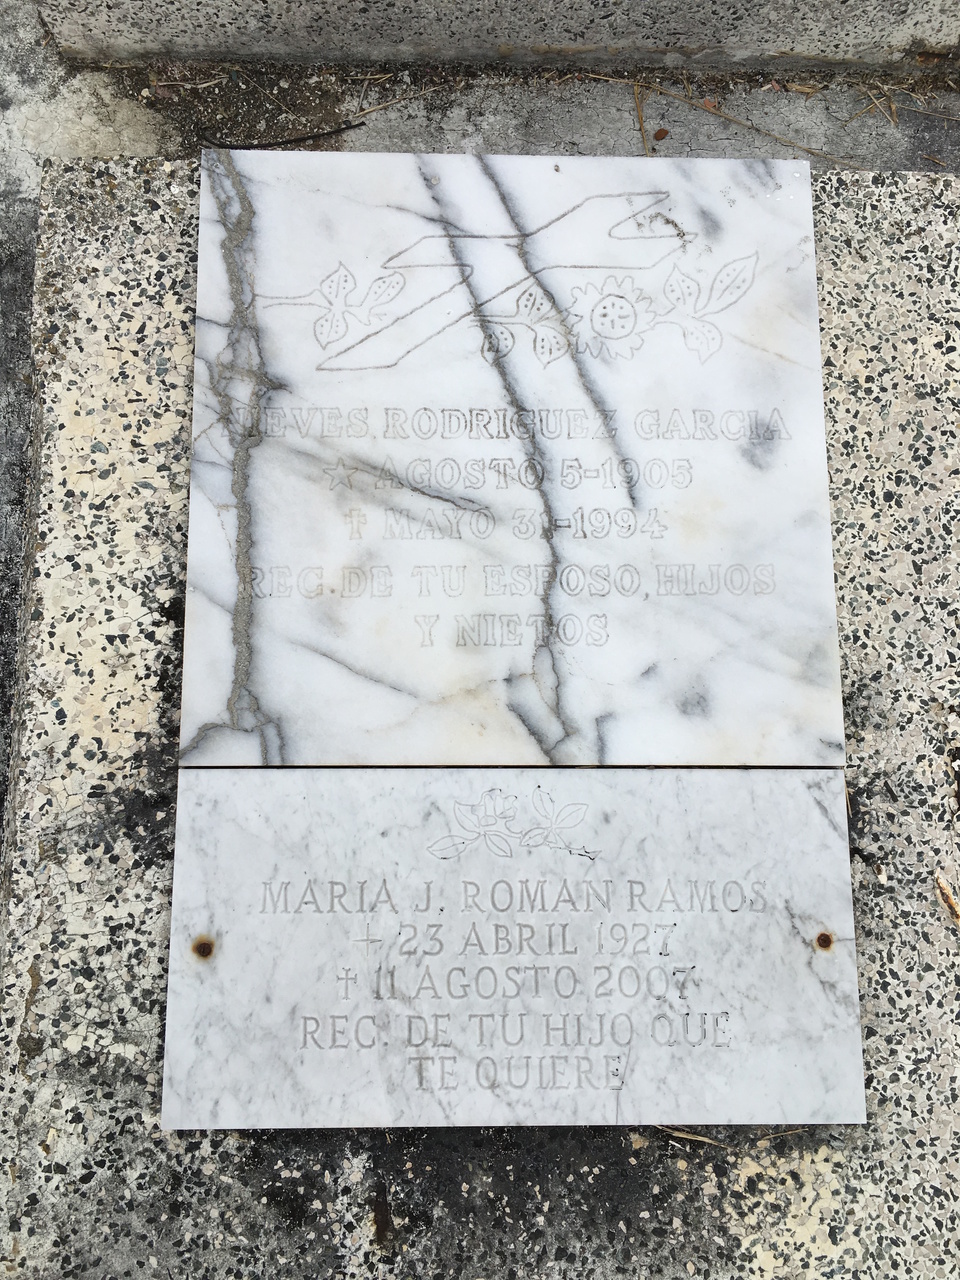 NIEVES RODRIGUEZ GARCIA
☆ AGOSTO 5-1905
✝ MAYO 31-1994
REC. DE TU ESPOSO, HIJOS
Y NIETOS
MARIA J. ROMAN RAMOS
23 ABRIL 1927
✝ 11 AGOSTO 2007
REC. DE TU HIJO QUE
TE QUIERE